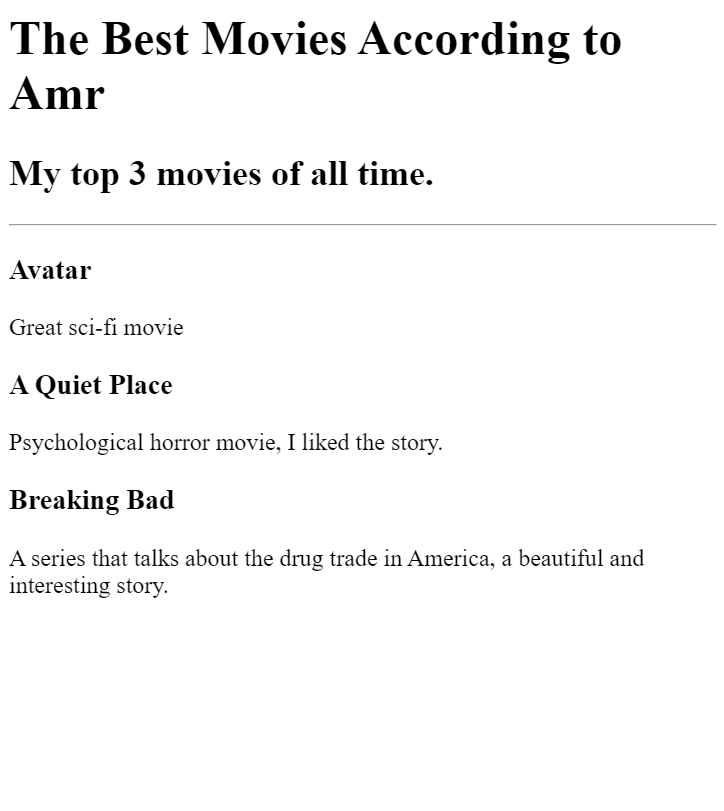 The Best Movies According to
Amr
My top 3 movies of all time.
Avatar
Great sci-fi movie
A Quiet Place
Psychological horror movie, I liked the story.
Breaking Bad
A series that talks about the drug trade in America, a beautiful and
interesting story.